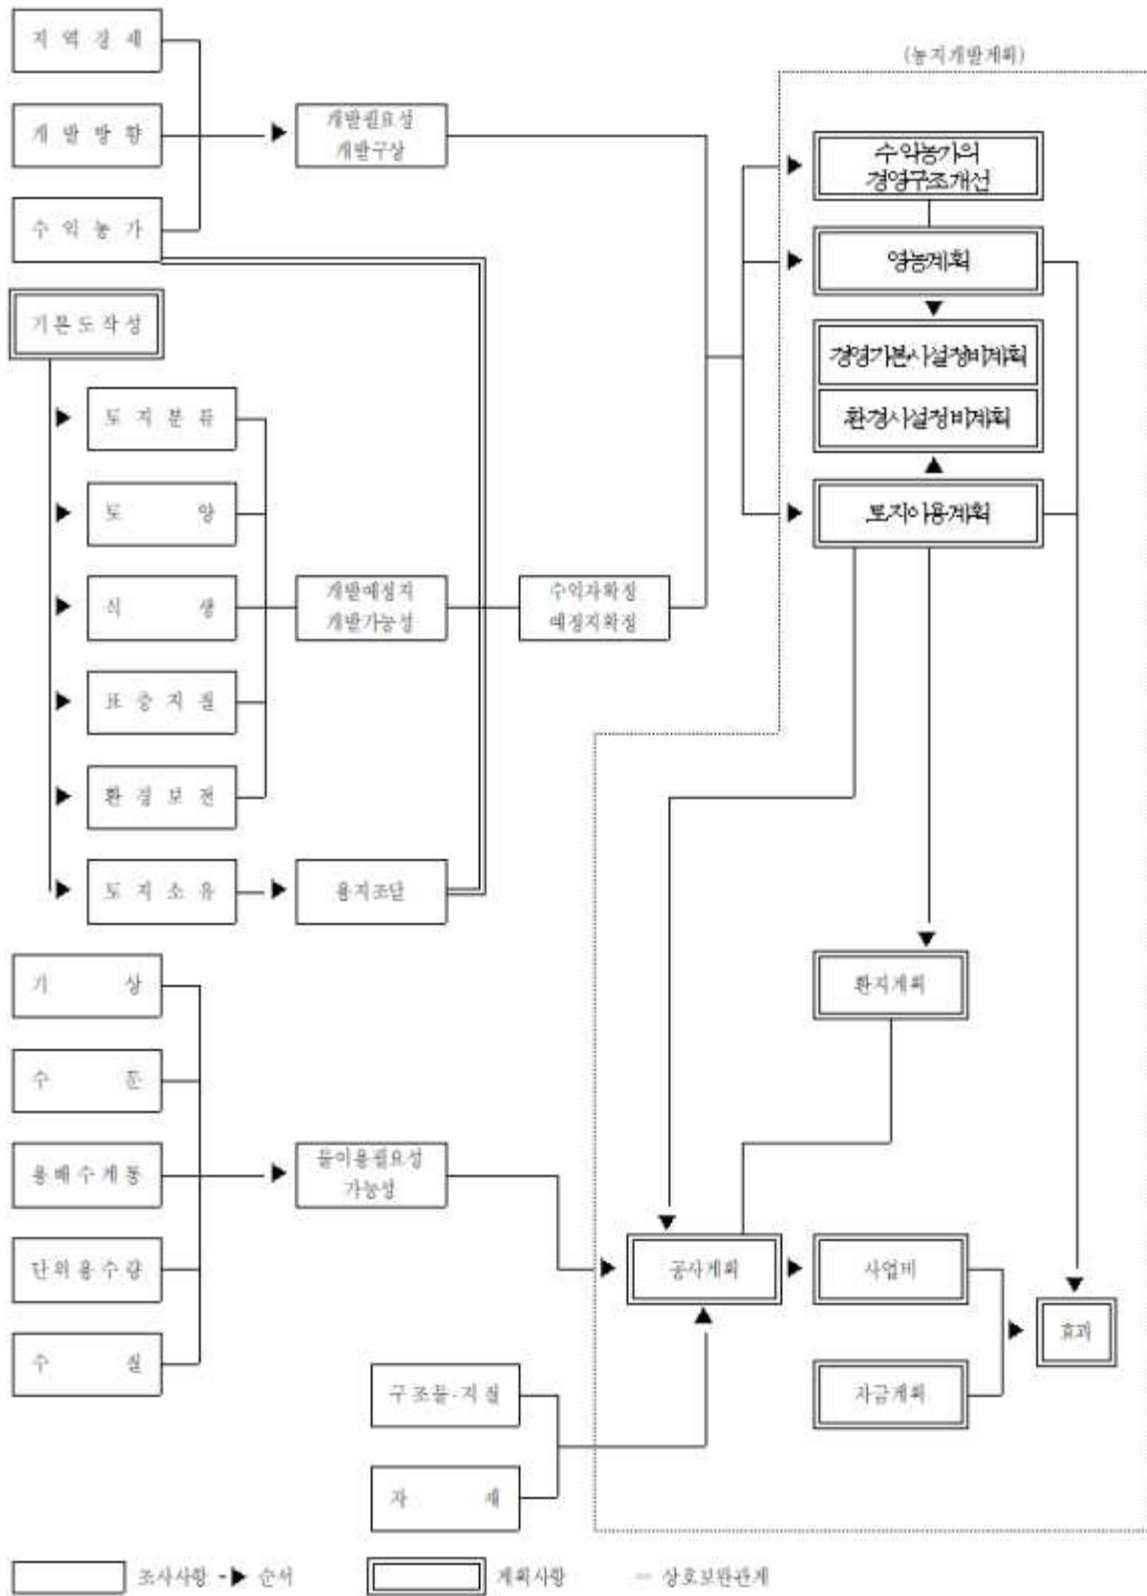 지역경제
(농지개발계획)
개발방향
개발필요성
개발구상
수익농가의
경영구조개선
수익농가
영농계획
기본도작성
경영기본시설정비계획
토지분류
환경시설정비계획
토양
토지이용계획
식생
개발예정지
개발가능성
수익자확정
예정지확정
표층지질
환경보전
토지소유
용지조달
기상
환지계획
수문
용배수계통
물이용필요성
가능성
단위용수량
공사계획
사업비
효과
수질
구조물·지질
자금계획
자재
조사사항
순서
계획사항
= 상호보완관계